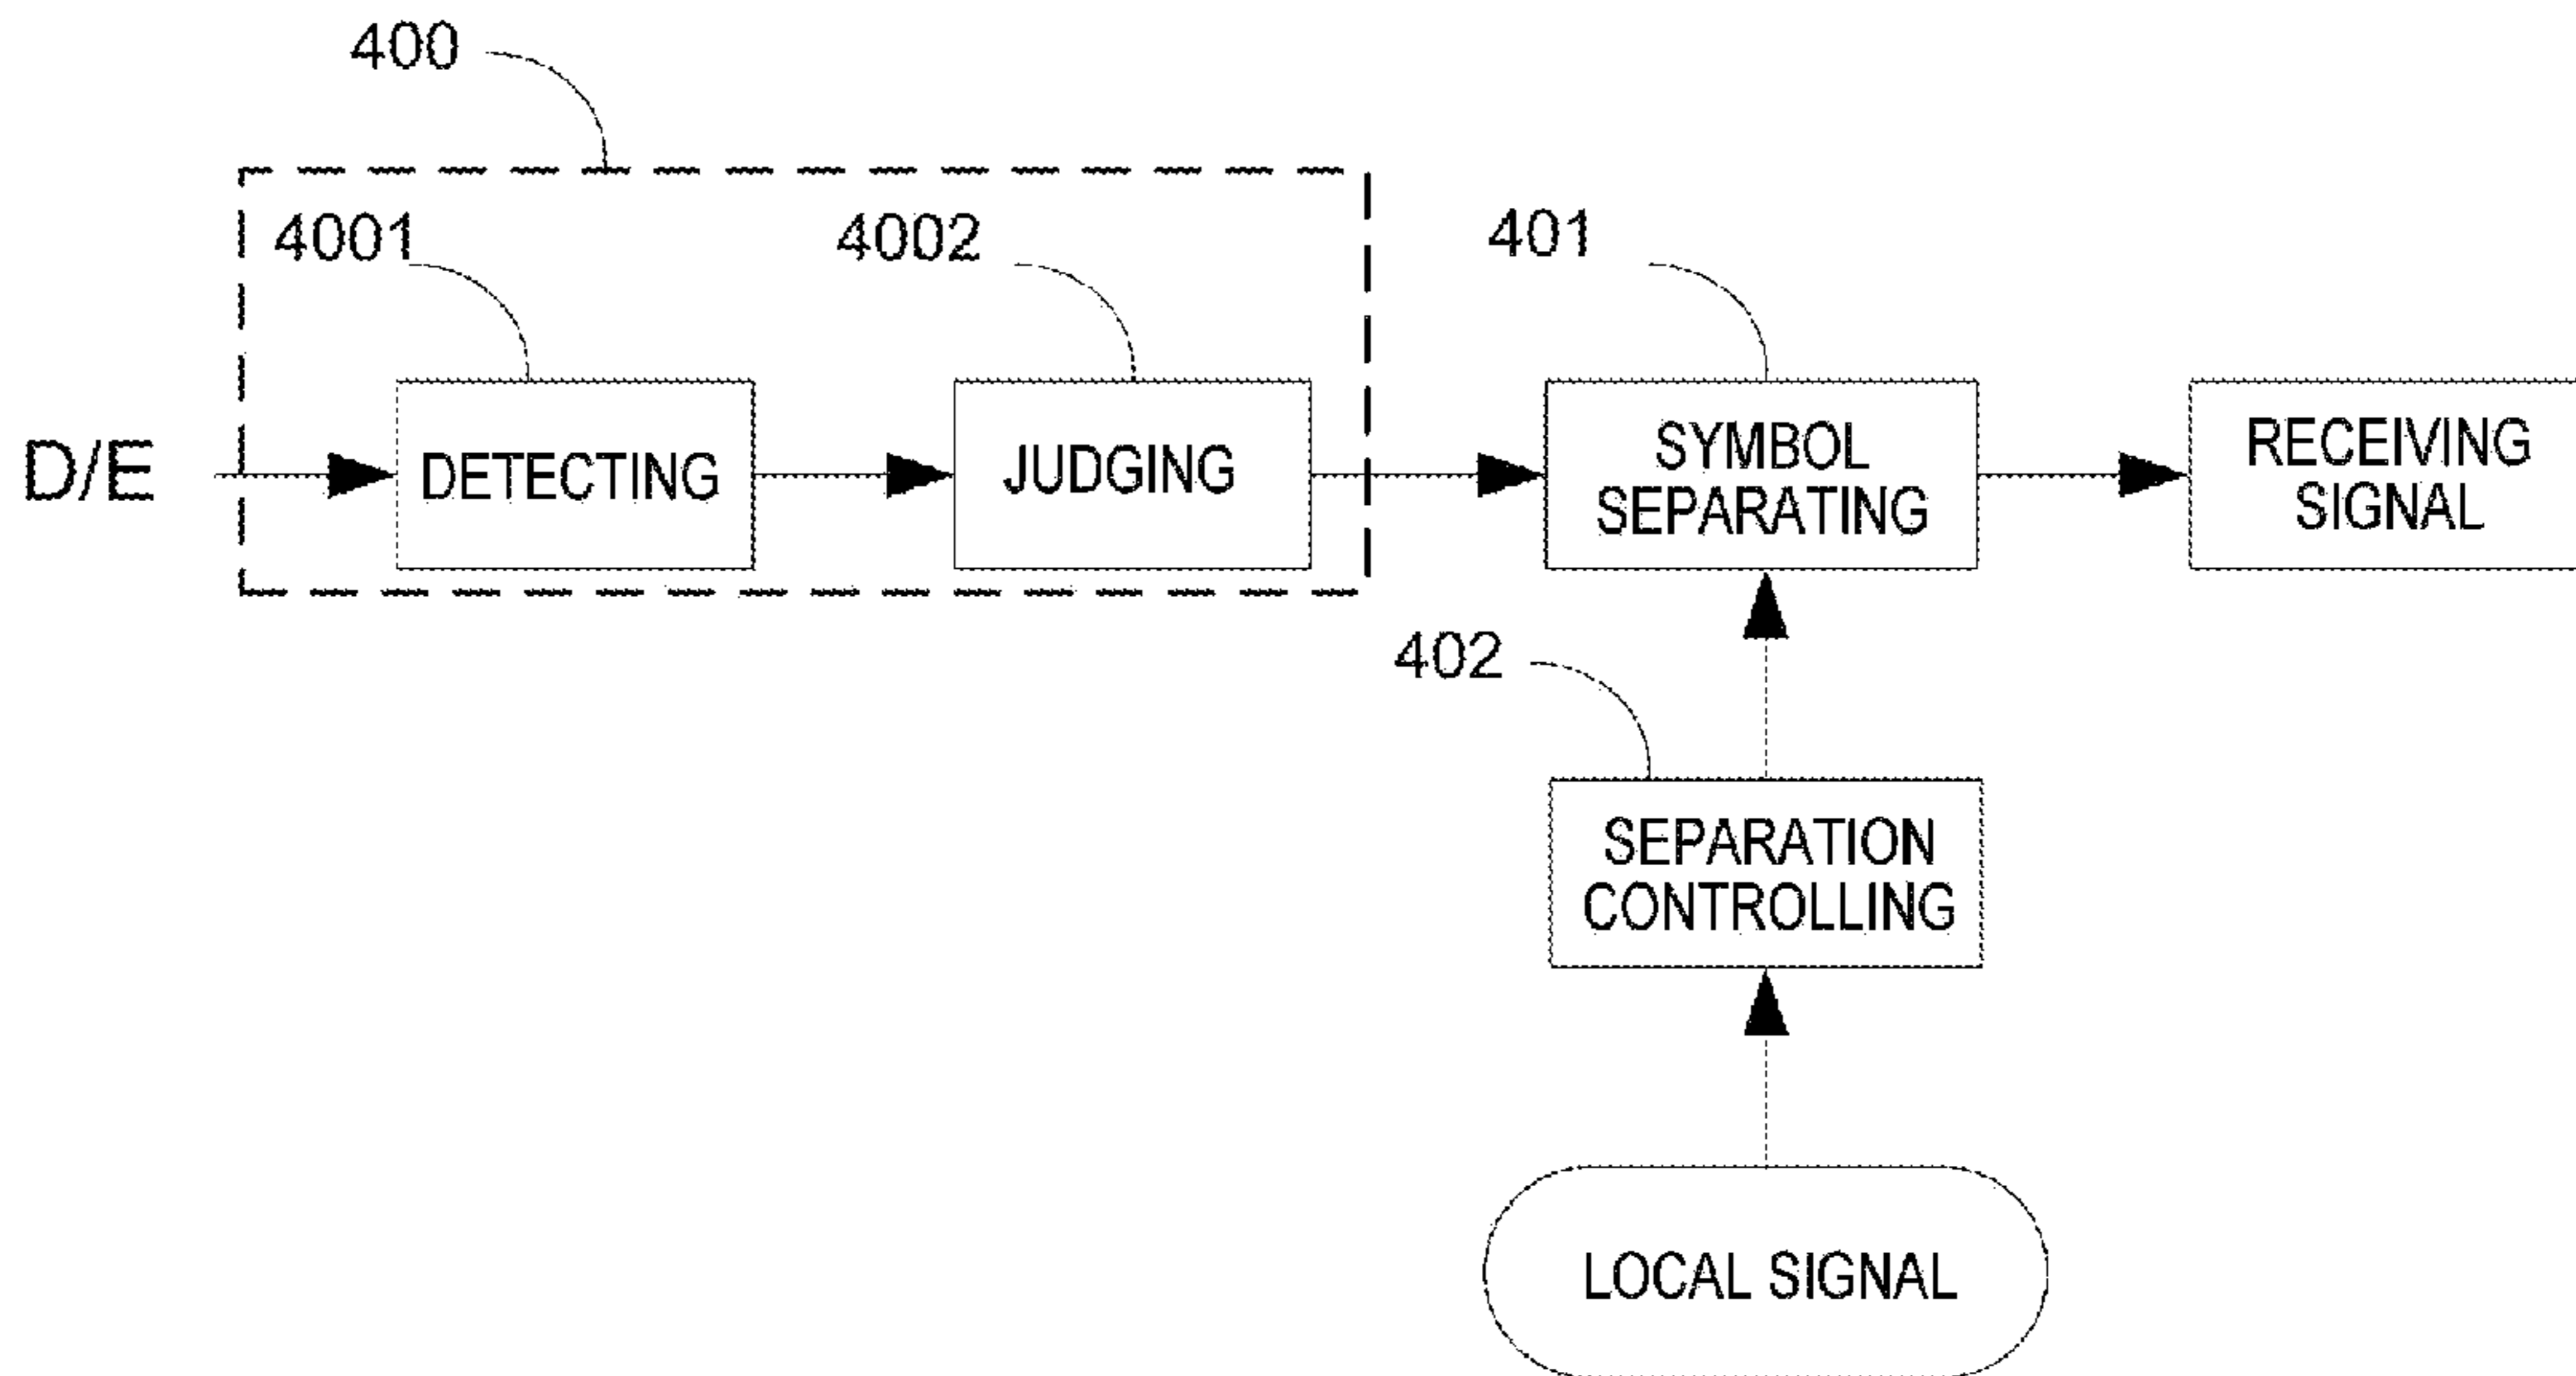 400
4001
4002
401
D/E
DETECTING
JUDGING
SYMBOL
SEPARATING
RECEIVING
SIGNAL
402
SEPARATION
CONTROLLING
LOCAL SIGNAL